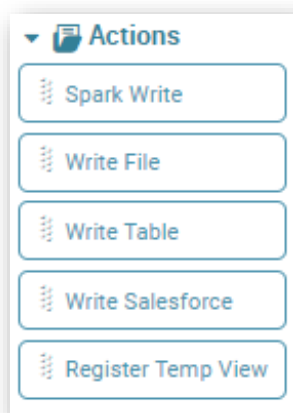 Actions
Spark Write
Write File
Write Table
Write Salesforce
Register Temp View